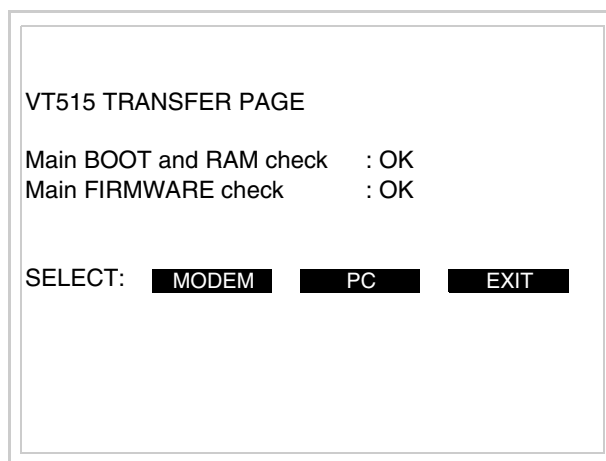 VT515 TRANSFER PAGE
Main BOOT and RAM check : OK
Main FIRMWARE check : OK
SELECT: MODEM PC EXIT